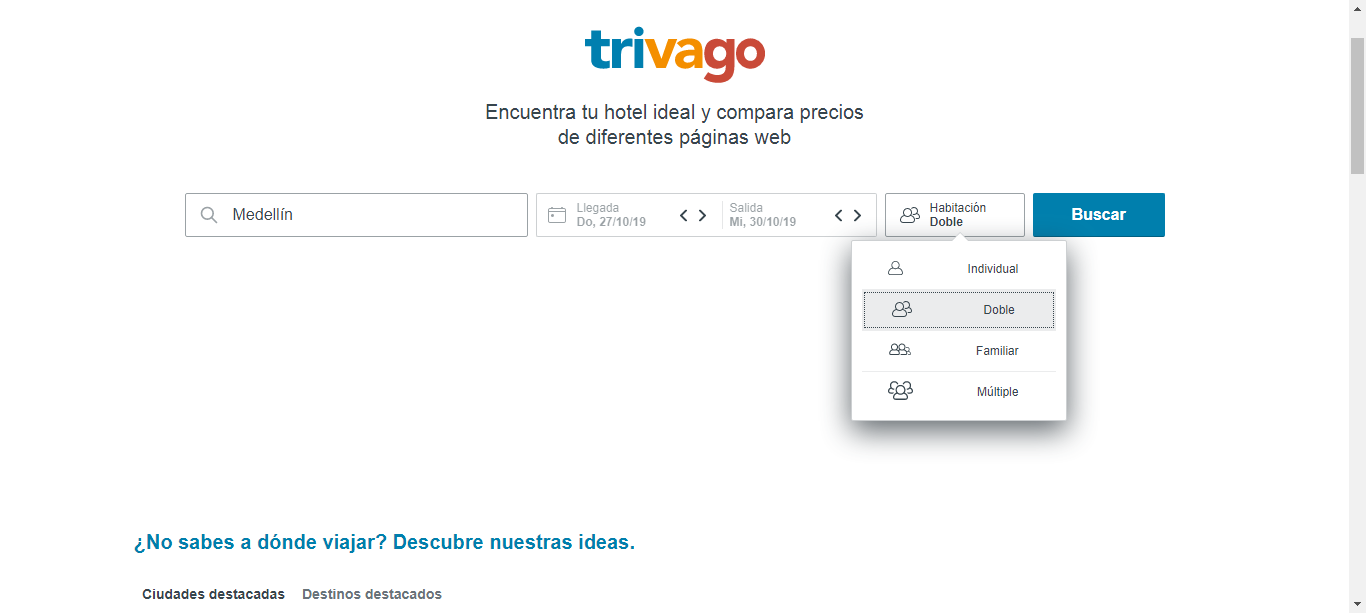 trivago
Encuentra tu hotel ideal y compara precios
de diferentes páginas web
Medellín
Llegada
Do, 27/10/19
Salida
Mi, 30/10/19
Habitación
Doble
Buscar
Individual
Doble
Familiar
Múltiple
¿No sabes a dónde viajar? Descubre nuestras ideas.
Ciudades destacadas Destinos destacados